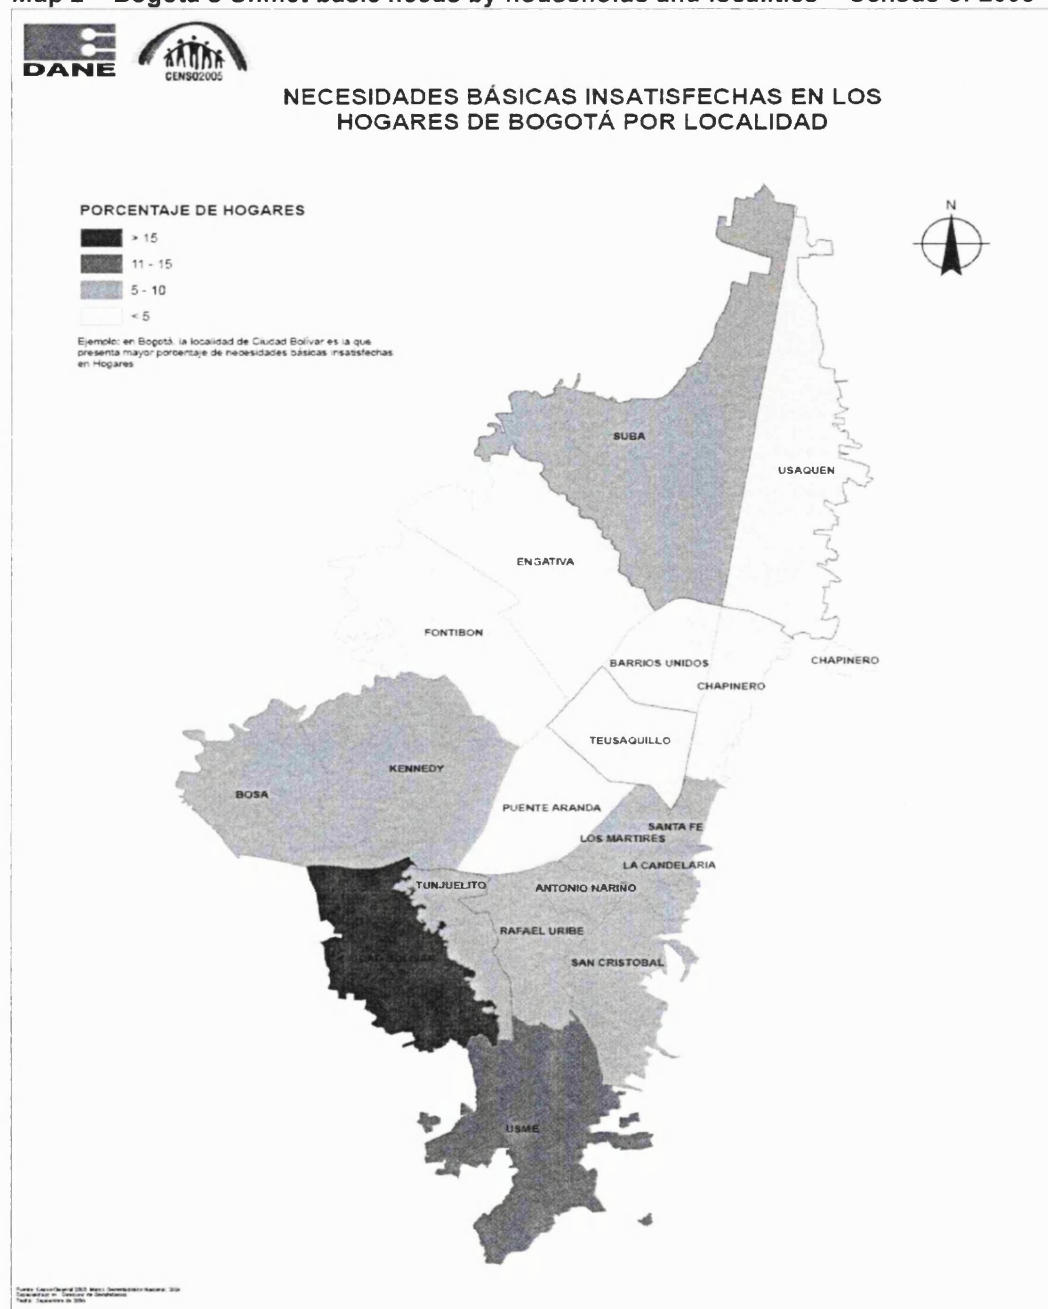 Map 2 – Bogota's Unmet basic needs by households and localities – Census of 2005
DANE
CENSO2005
NECESIDADES BÁSICAS INSATISFECHAS EN LOS
HOGARES DE BOGOTÁ POR LOCALIDAD
PORCENTAJE DE HOGARES
> 15
11 - 15
5 - 10
< 5
Ejemplo: en Bogotá, la localidad de Ciudad Bolívar es la que
presenta mayor porcentaje de necesidades básicas insatisfechas
en Hogares
N
SUBA
USAQUEN
ENGATIVA
FONTIBON
BARRIOS UNIDOS
CHAPINERO
CHAPINERO
TEUSAQUILLO
KENNEDY
BOSA
PUENTE ARANDA
SANTA FE
LOS MARTIRES
LA CANDELARIA
TUNJUELITO
ANTONIO NARIÑO
RAFAEL URIBE
CIUDAD BOLIVAR
SAN CRISTOBAL
USME